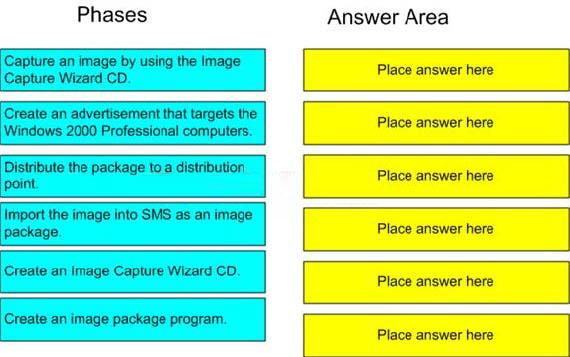 Phases
Answer Area
Capture an image by using the Image
Capture Wizard CD.
Place answer here
Create an advertisement that targets the
Windows 2000 Professional computers.
Place answer here
Distribute the package to a distribution
point.
Place answer here
Import the image into SMS as an image
package.
Place answer here
Create an Image Capture Wizard CD.
Place answer here
Create an image package program.
Place answer here